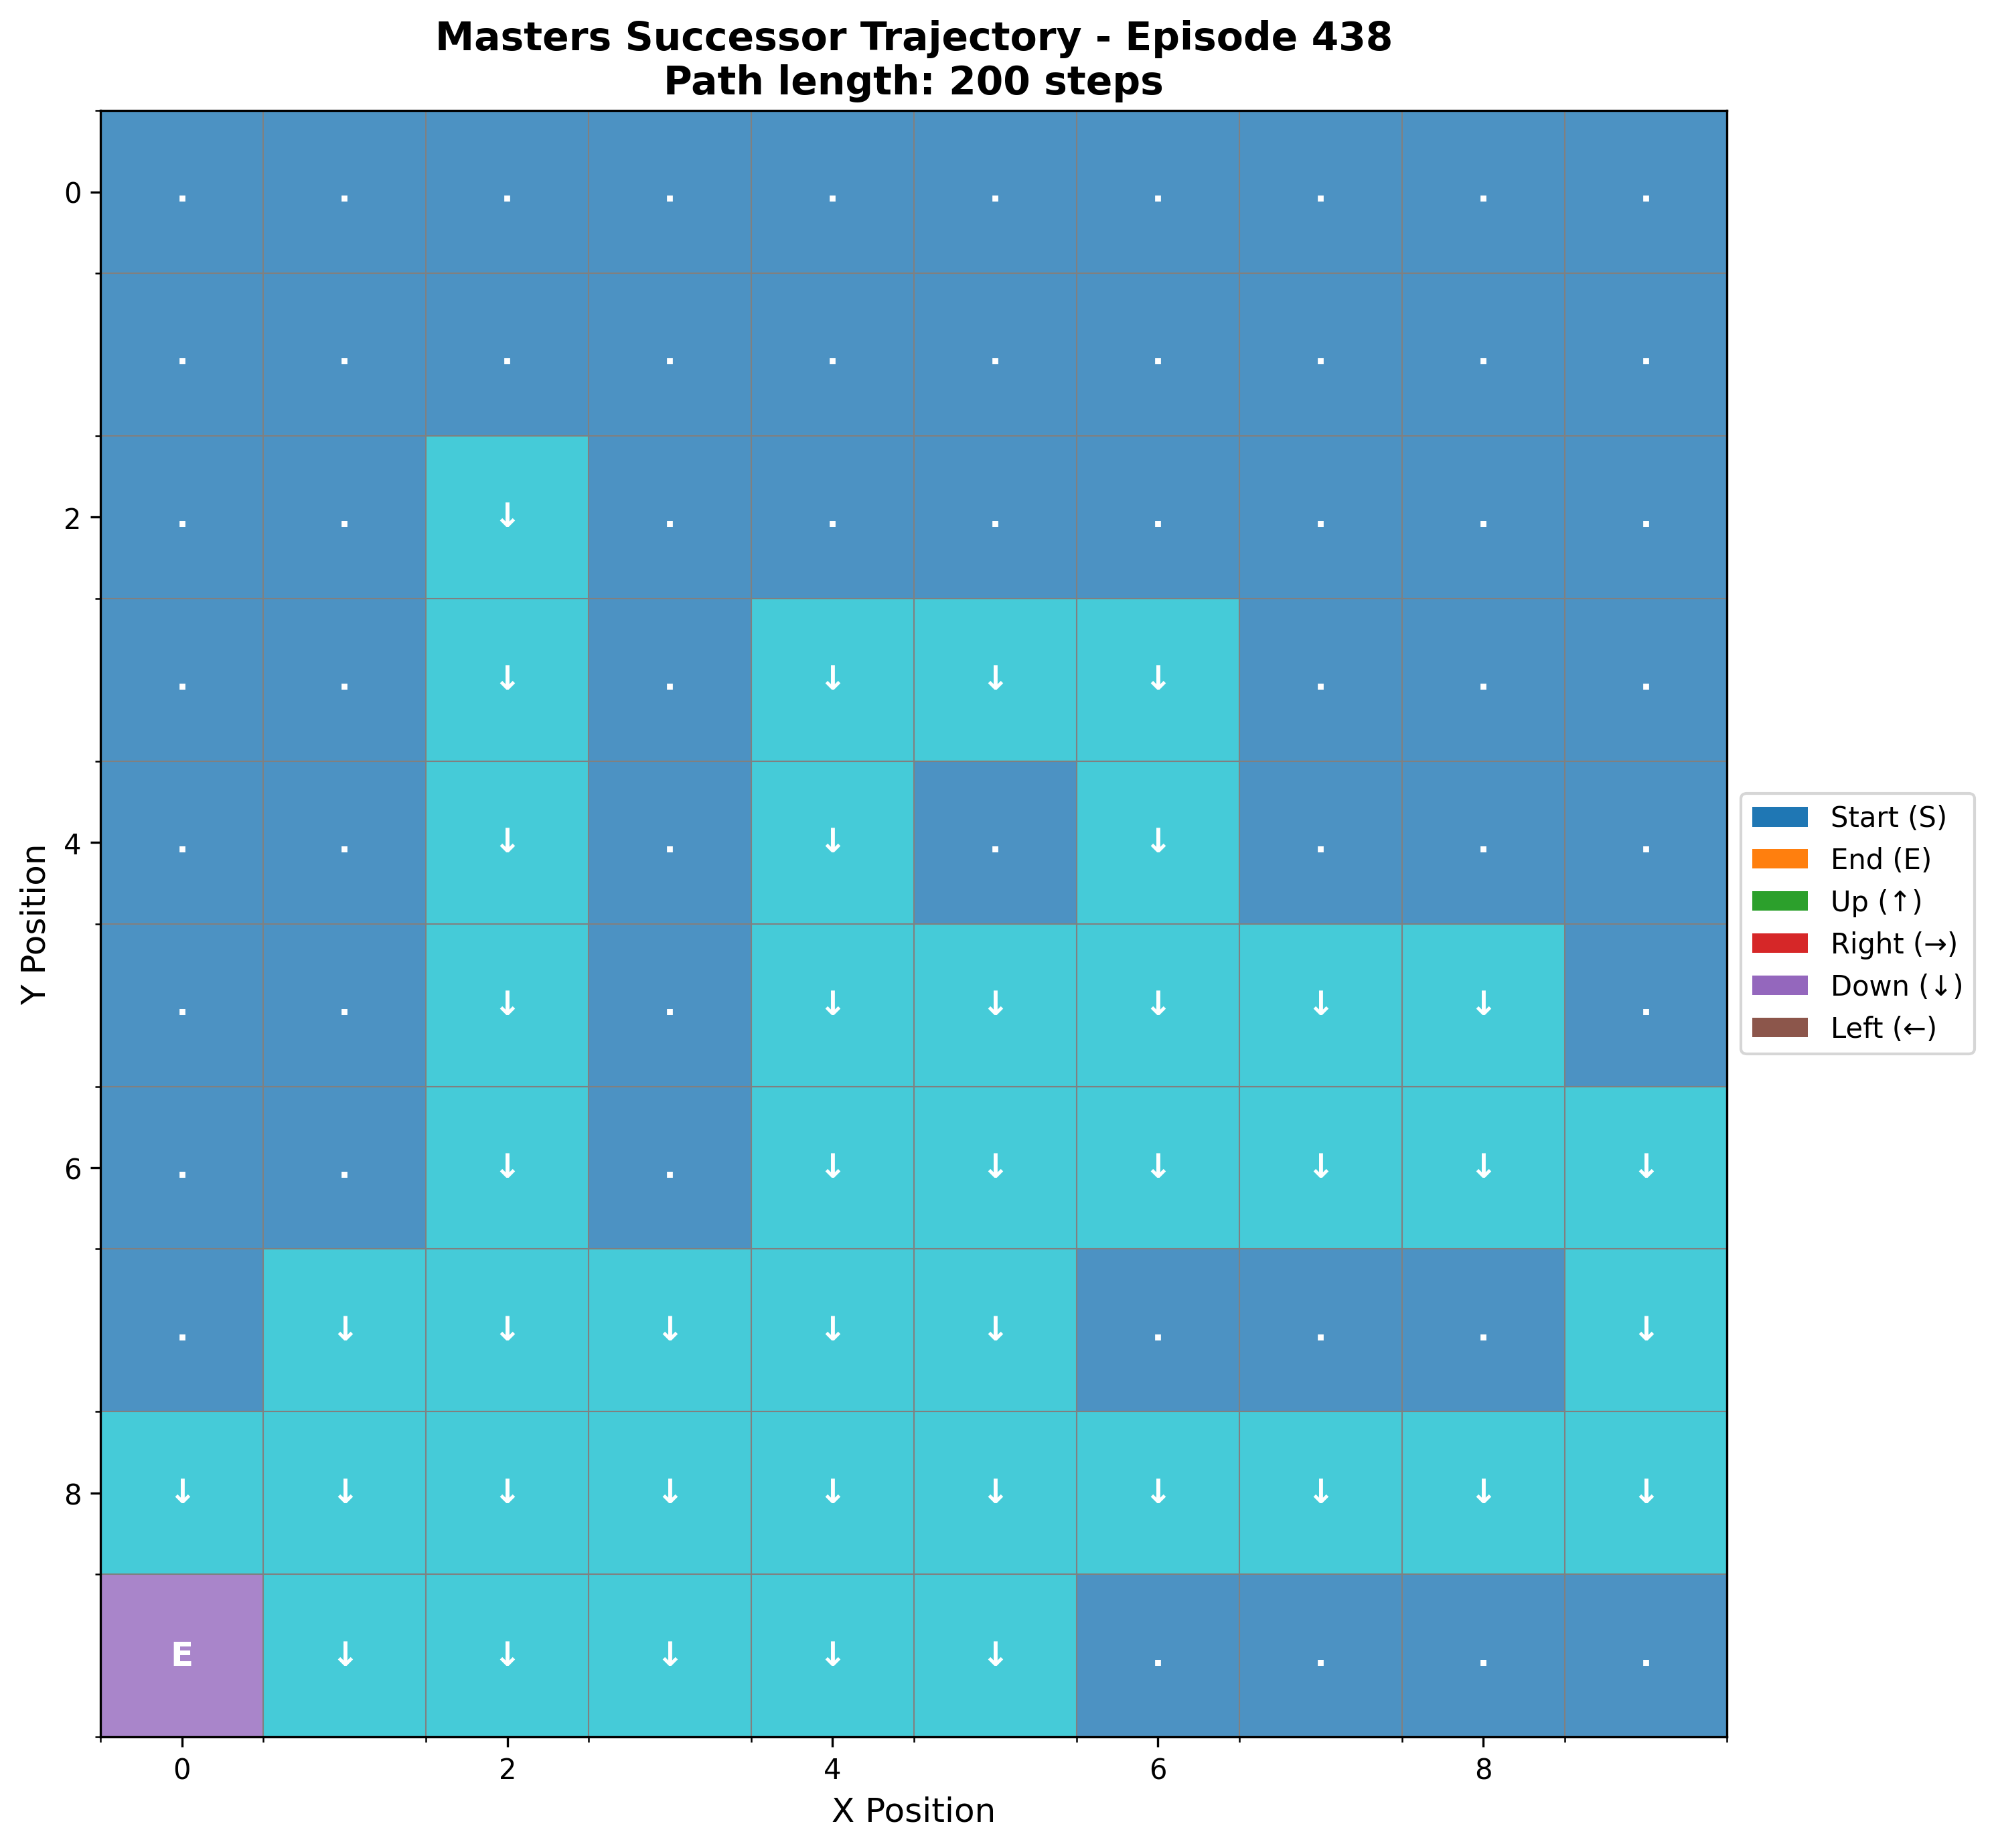 Masters Successor Trajectory - Episode 438
Path length: 200 steps
0 . . . . . . . . . .
. . . . . . . . . .
2 . . ↓ . . . . . . .
. . ↓ . ↓ ↓ ↓ . . .
4 . . ↓ . ↓ . ↓ . . .
. . ↓ . ↓ ↓ ↓ ↓ ↓ .
6 . . ↓ . ↓ ↓ ↓ ↓ ↓ ↓
. ↓ ↓ ↓ ↓ ↓ . . . ↓
8 ↓ ↓ ↓ ↓ ↓ ↓ ↓ ↓ ↓ ↓
E ↓ ↓ ↓ ↓ ↓ . . . .
0 2 4 6 8
X Position
Y Position
Start (S)
End (E)
Up (↑)
Right (→)
Down (↓)
Left (←)